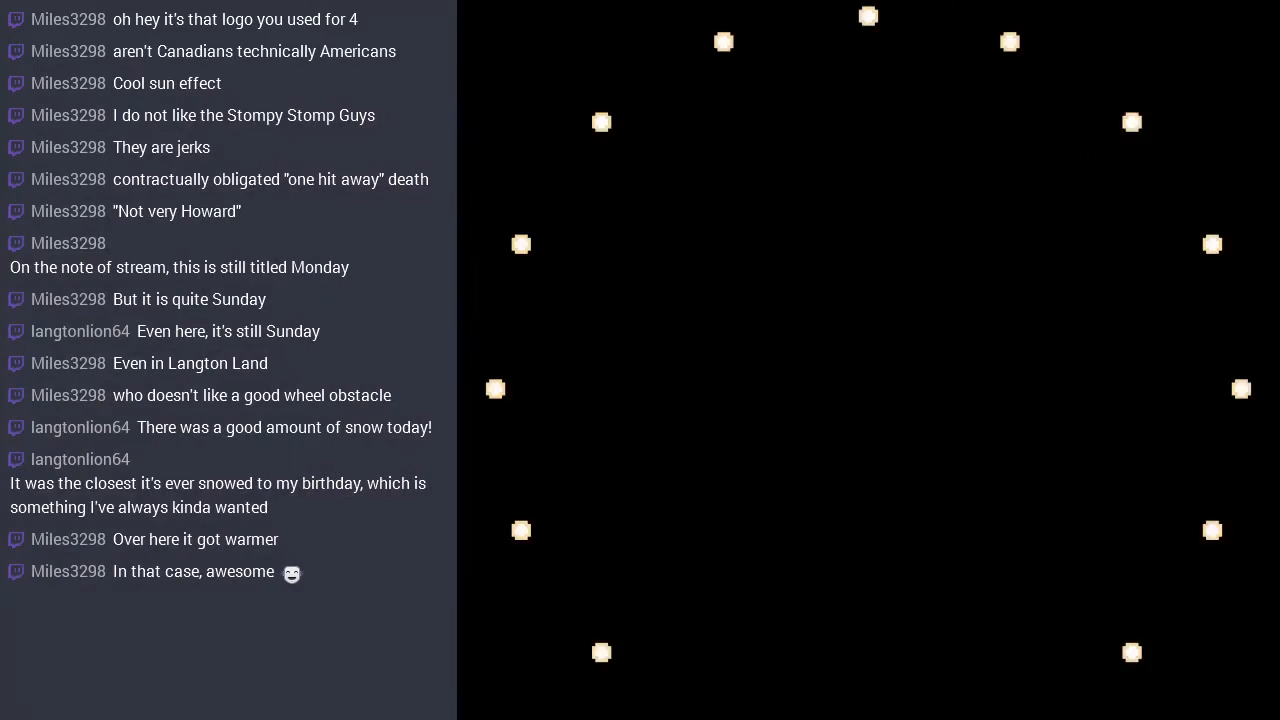 Miles3298 oh hey it's that logo you used for 4
Miles3298 aren't Canadians technically Americans
Miles3298 Cool sun effect
Miles3298 I do not like the Stompy Stomp Guys
Miles3298 They are jerks
Miles3298 contractually obligated "one hit away" death
Miles3298 "Not very Howard"
Miles3298
On the note of stream, this is still titled Monday
Miles3298 But it is quite Sunday
langtonlion64 Even here, it's still Sunday
Miles3298 Even in Langton Land
Miles3298 who doesn't like a good wheel obstacle
langtonlion64 There was a good amount of snow today!
langtonlion64
It was the closest it's ever snowed to my birthday, which is
something I've always kinda wanted
Miles3298 Over here it got warmer
Miles3298 In that case, awesome